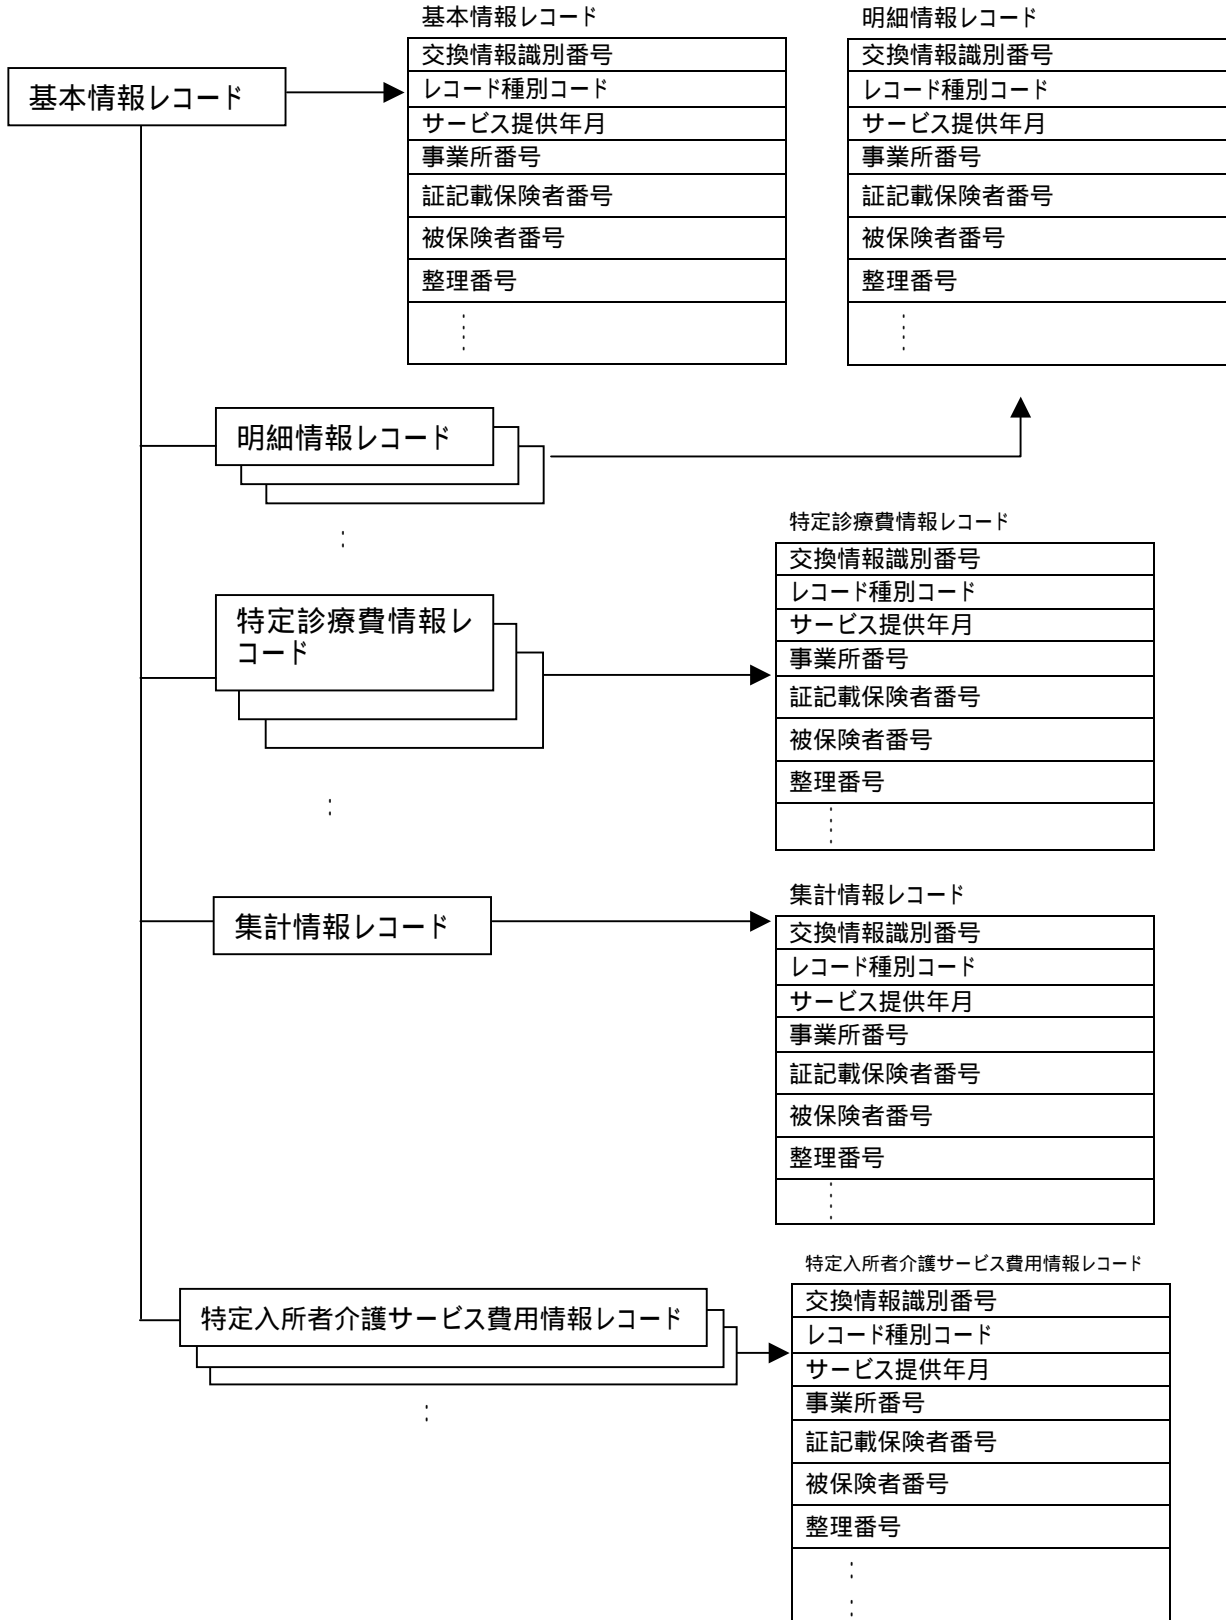 基本情報レコード
基本情報レコード
交換情報識別番号
レコード種別コード
サービス提供年月
事業所番号
証記載保険者番号
被保険者番号
整理番号
明細情報レコード
交換情報識別番号
レコード種別コード
サービス提供年月
事業所番号
証記載保険者番号
被保険者番号
整理番号
明細情報レコード
特定診療費情報レ
コード
特定診療費情報レコード
交換情報識別番号
レコード種別コード
サービス提供年月
事業所番号
証記載保険者番号
被保険者番号
整理番号
集計情報レコード
集計情報レコード
交換情報識別番号
レコード種別コード
サービス提供年月
事業所番号
証記載保険者番号
被保険者番号
整理番号
特定入所者介護サービス費用情報レコード
特定入所者介護サービス費用情報レコード
交換情報識別番号
レコード種別コード
サービス提供年月
事業所番号
証記載保険者番号
被保険者番号
整理番号